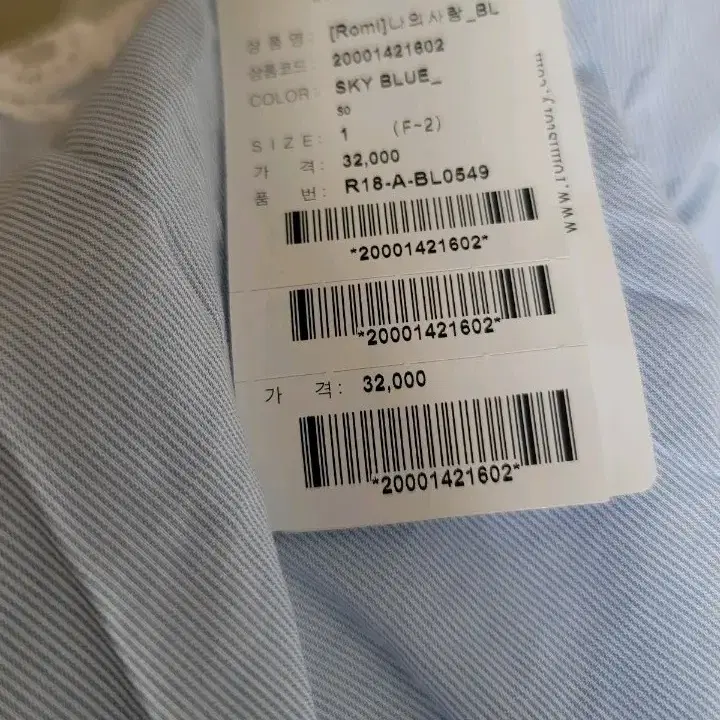 상품명: [Romi]나의사랑_BL
상품코드: 20001421602
COLOR: SKY BLUE_
50
SIZE: 1 (F~2)
가 격: 32,000
품 번: R18-A-BL0549
*20001421602*
*20001421602*
가 격: 32,000
*20001421602*